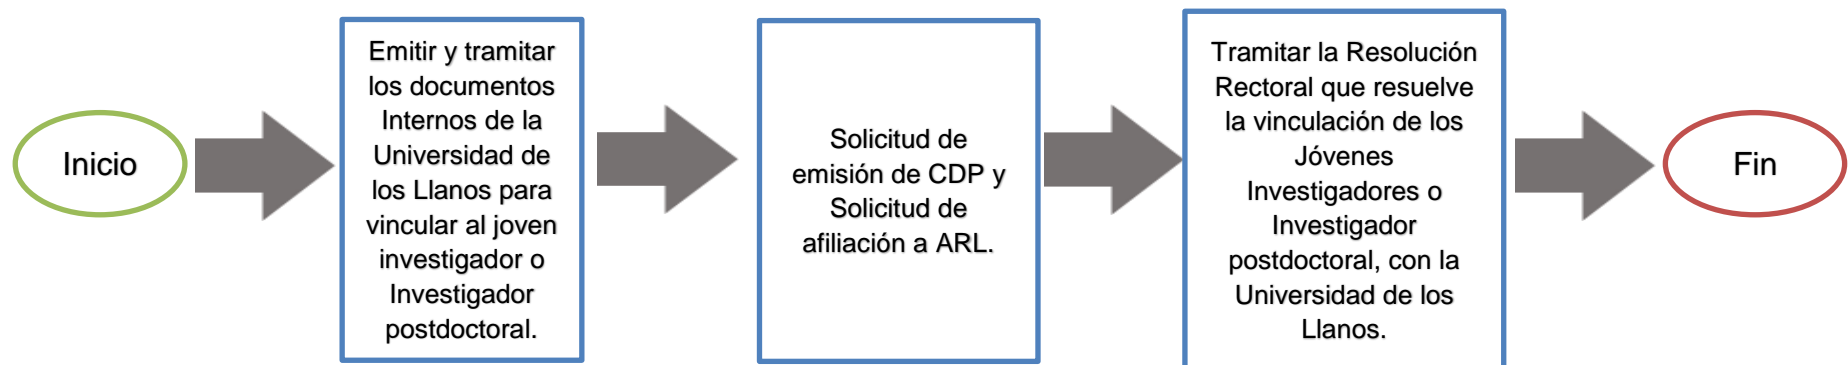 Inicio
Emitir y tramitar
los documentos
Internos de la
Universidad de
los Llanos para
vincular al joven
investigador o
Investigador
postdoctoral.
Solicitud de
emisión de CDP y
Solicitud de
afiliación a ARL.
Tramitar la Resolución
Rectoral que resuelve
la vinculación de los
Jóvenes
Investigadores o
Investigador
postdoctoral, con la
Universidad de los
Llanos.
Fin